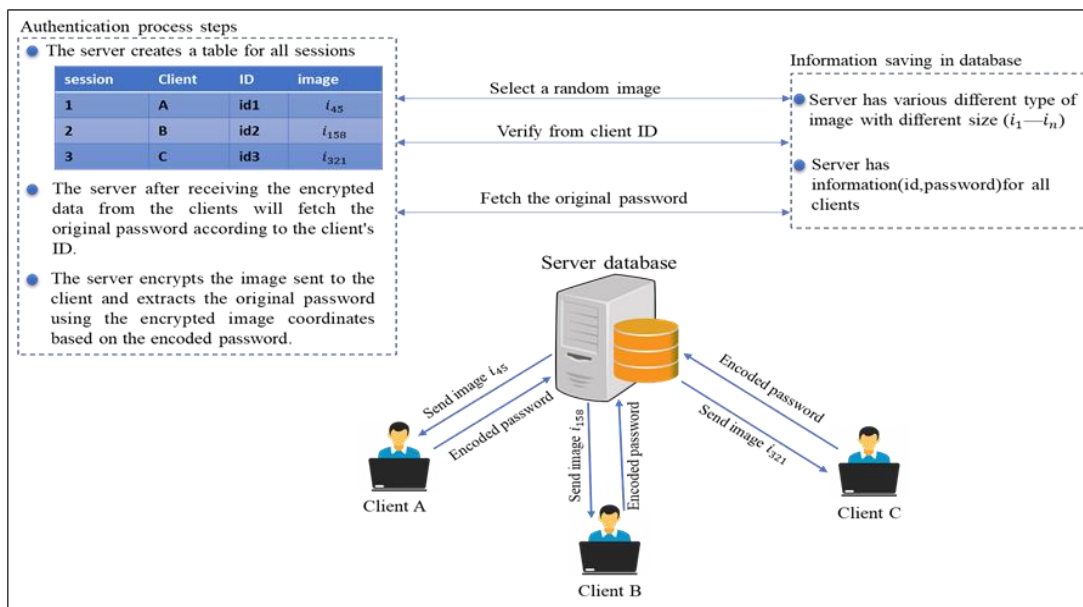 Authentication process steps
The server creates a table for all sessions
session Client ID image
1 A id1 i₄₅
2 B id2 i₁₅₈
3 C id3 i₃₂₁
The server after receiving the encrypted
data from the clients will fetch the
original password according to the client's
ID.
The server encrypts the image sent to the
client and extracts the original password
using the encrypted image coordinates
based on the encoded password.
Select a random image
Verify from client ID
Fetch the original password
Information saving in database
Server has various different type of
image with different size (i₁—iₙ)
Server has
information(id,password)for all
clients
Server database
Send image i₄₅
Encoded password
Client A
Send image i₁₅₈
Encoded password
Client B
Encoded password
Send image i₃₂₁
Client C